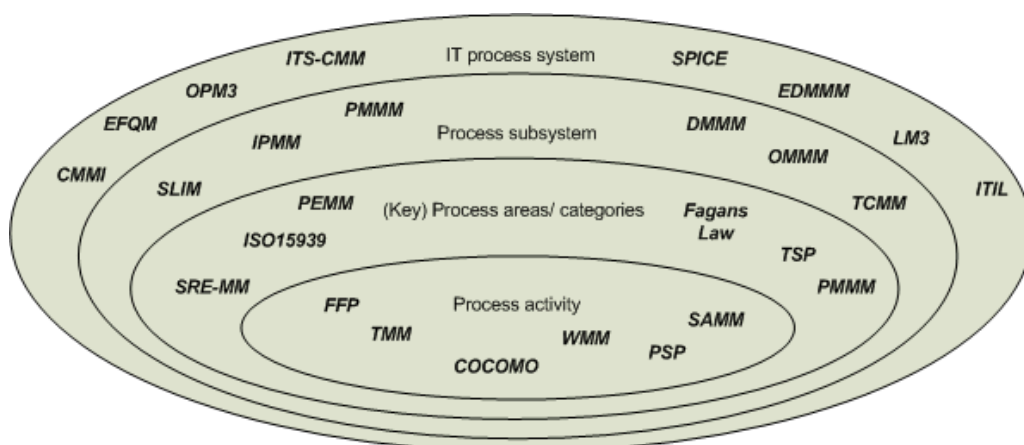 ITS-CMM
IT process system
SPICE
OPM3
EDMMM
EFQM
PMMM
Process subsystem
DMMM
LM3
IPMM
OMMM
CMMI
SLIM
ITIL
PEMM
(Key) Process areas/ categories
Fagans
Law
TCMM
ISO15939
TSP
SRE-MM
PMMM
FFP
Process activity
TMM
WMM
SAMM
COCOMO
PSP